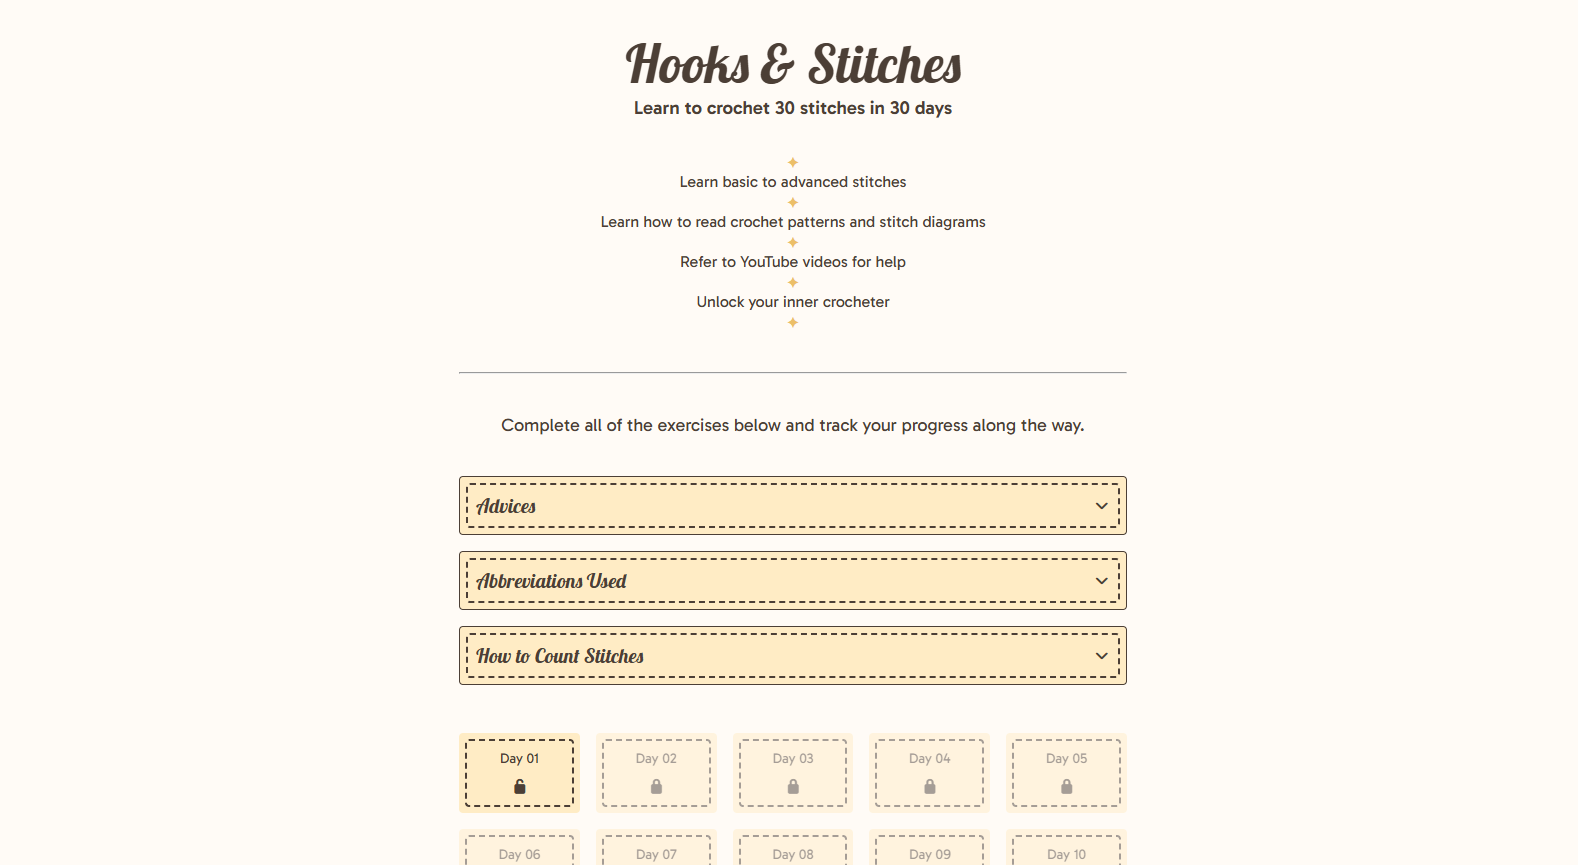 Hooks & Stitches
Learn to crochet 30 stitches in 30 days
Learn basic to advanced stitches
Learn how to read crochet patterns and stitch diagrams
Refer to YouTube videos for help
Unlock your inner crocheter
Complete all of the exercises below and track your progress along the way.
Advices
Abbreviations Used
How to Count Stitches
Day 01 Day 02 Day 03 Day 04 Day 05
Day 06 Day 07 Day 08 Day 09 Day 10